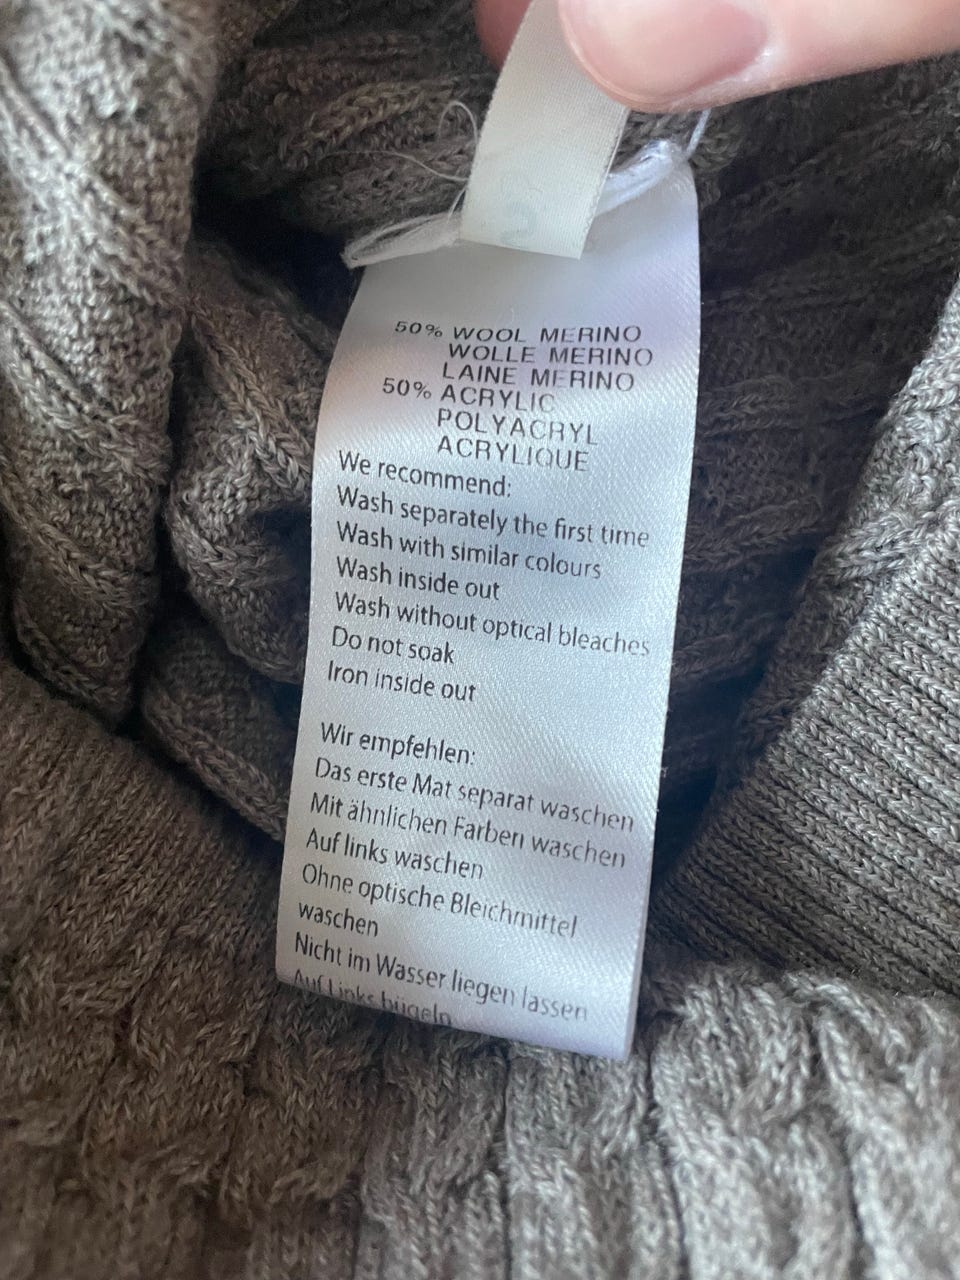 50% WOOL MERINO
WOLLE MERINO
LAINE MERINO
50% ACRYLIC
POLYACRYL
ACRYLIQUE
We recommend:
Wash separately the first time
Wash with similar colours
Wash inside out
Wash without optical bleaches
Do not soak
Iron inside out
Wir empfehlen:
Das erste Mat separat waschen
Mit ähnlichen Farben waschen
Auf links waschen
Ohne optische Bleichmittel
waschen
Nicht im Wasser liegen lassen
Auf Links bügeln